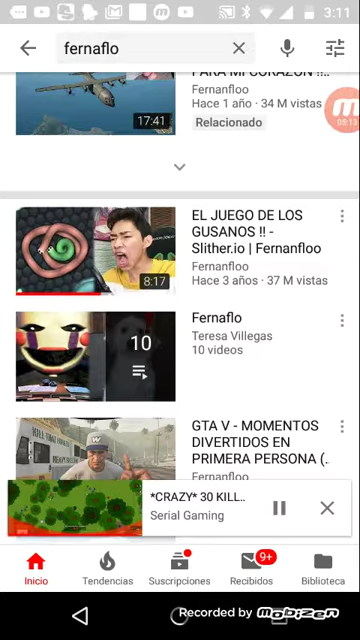 3:11
fernaflo
PARA MI CORAZÓN !!..
Fernanfloo
Hace 1 año · 34 M vistas
Relacionado
17:41
05:13
EL JUEGO DE LOS
GUSANOS !! -
Slither.io | Fernanfloo
Fernanfloo
Hace 3 años · 37 M vistas
8:17
Fernaflo
Teresa Villegas
10 videos
10
GTA V - MOMENTOS
DIVERTIDOS EN
PRIMERA PERSONA (..
Fernanfloo
*CRAZY* 30 KILL..
Serial Gaming
9+
Inicio
Tendencias
Suscripciones
Recibidos
Biblioteca
Recorded by mobizen